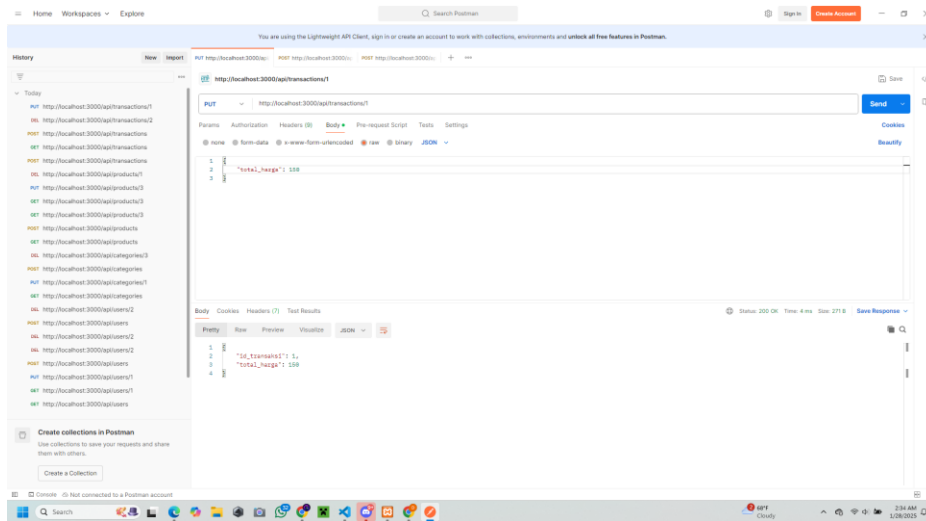 Home Workspaces Explore
Search Postman
Sign in Create Account
You are using the Lightweight API Client, sign in or create an account to work with collections, environments and unlock all free features in Postman.
History New Import
PUT http://localhost:3000/api POST http://localhost:3000/ POST http://localhost:3000/
http://localhost:3000/api/transactions/1
Save
PUT http://localhost:3000/api/transactions/1
Send
Params Authorization Headers (9) Body Pre-request Script Tests Settings
Cookies
none form-data x-www-form-urlencoded raw binary JSON
Beautify
1 {
2 "total_harga":
3 }
Today
PUT http://localhost:3000/api/transactions/1
DEL http://localhost:3000/api/transactions/2
POST http://localhost:3000/api/transactions
GET http://localhost:3000/api/transactions
POST http://localhost:3000/api/transactions
DEL http://localhost:3000/api/products/1
PUT http://localhost:3000/api/products/3
GET http://localhost:3000/api/products/3
GET http://localhost:3000/api/products/3
POST http://localhost:3000/api/products
GET http://localhost:3000/api/products
DEL http://localhost:3000/api/categories/3
POST http://localhost:3000/api/categories
PUT http://localhost:3000/api/categories/1
GET http://localhost:3000/api/categories
DEL http://localhost:3000/api/users/2
POST http://localhost:3000/api/users
DEL http://localhost:3000/api/users/2
DEL http://localhost:3000/api/users/2
POST http://localhost:3000/api/users
PUT http://localhost:3000/api/users/1
GET http://localhost:3000/api/users/1
GET http://localhost:3000/api/users
Body Cookies Headers (7) Test Results
Status: 200 OK Time: 4 ms Size: 271 B Save Response
Pretty Raw Preview Visualize JSON
1 {
2 "id_transaksi": 1,
3 "total_harga":
4 }
Create collections in Postman
Use collections to save your requests and share
them with others.
Create a Collection
Console Not connected to a Postman account
Search
68°F
Cloudy
2:34 AM
1/28/2025